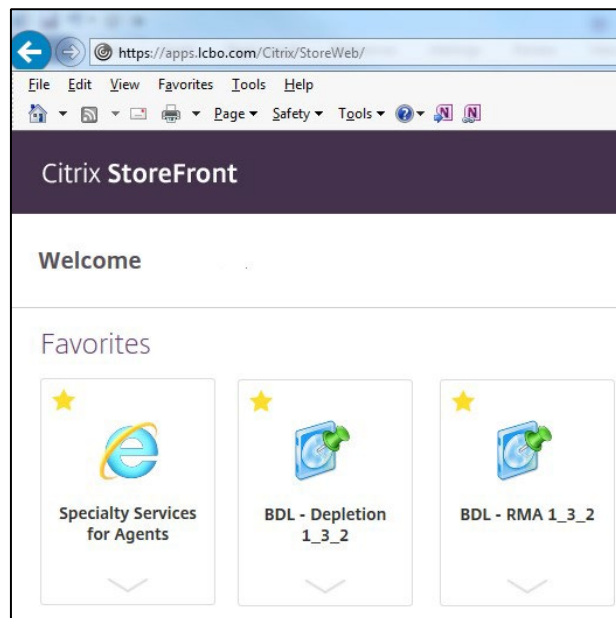 https://apps.lcbo.com/Citrix/StoreWeb/
File Edit View Favorites Tools Help
Page Safety Tools
Citrix StoreFront
Welcome
Favorites
Specialty Services
for Agents
BDL - Depletion
1_3_2
BDL - RMA 1_3_2